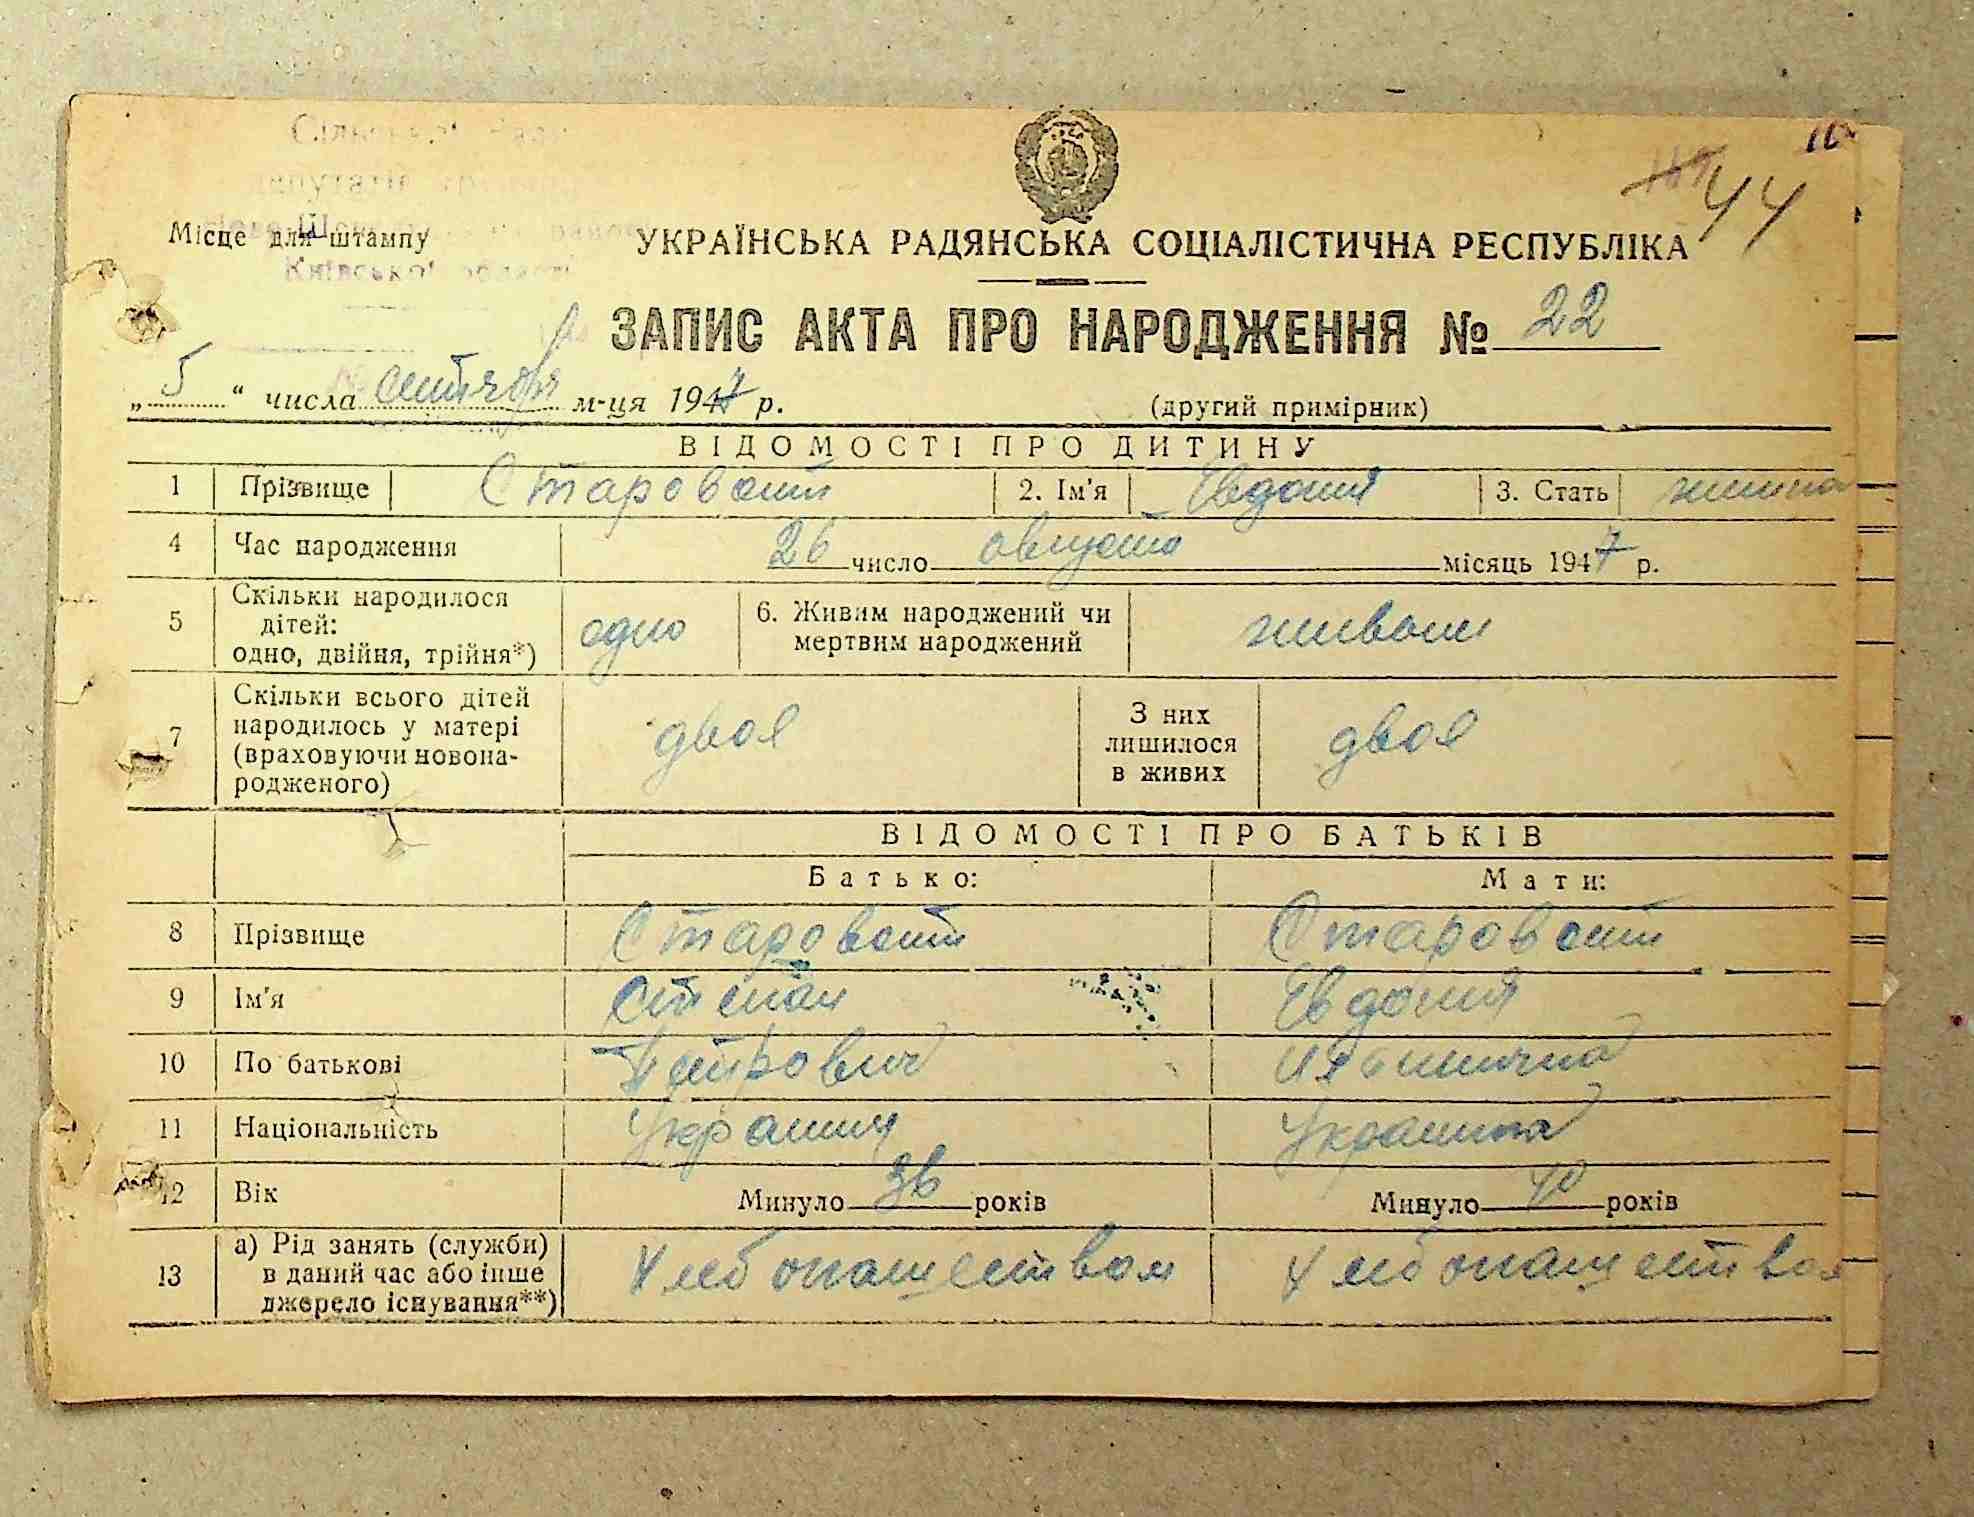 Місце для штампу
Київської області
44
УКРАЇНСЬКА РАДЯНСЬКА СОЦІАЛІСТИЧНА РЕСПУБЛІКА
ЗАПИС АКТА ПРО НАРОДЖЕННЯ № 22
„5“ числа сентября м-ця 1947 р.
(другий примірник)
ВІДОМОСТІ ПРО ДИТИНУ
1 Прізвище Старовойт 2. Ім'я Евдокия 3. Стать
4 Час народження 26 число августа місяць 1947 р.
5 Скільки народилося дітей: одно, двійня, трійня*) одно 6. Живим народжений чи мертвим народжений живым
7 Скільки всього дітей народилось у матері (враховуючи новонародженого) двоє З них лишилося в живих двоє
ВІДОМОСТІ ПРО БАТЬКІВ
Батько: Мати:
8 Прізвище Старовойт Старовойт
9 Ім'я Степан Евдокия
10 По батькові Петрович
11 Національність Украинец Украинка
12 Вік Минуло 36 років Минуло 40 років
13 а) Рід занять (служби) в даний час або інше джерело існування**) Хлебопашеством Хлебопашеством